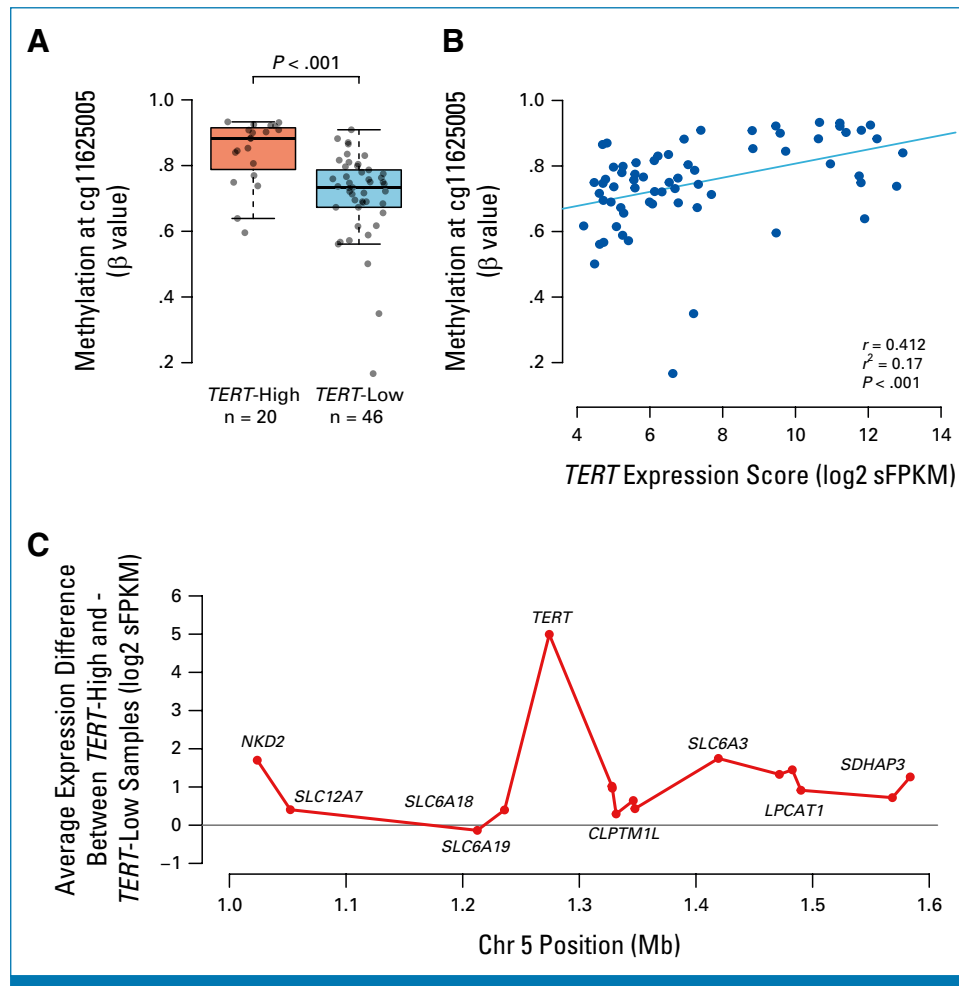 A
P < .001
Methylation at cg11625005
(β value)
1.0
.8
.6
.4
.2
TERT-High
n = 20
TERT-Low
n = 46
B
Methylation at cg11625005
(β value)
1.0
.8
.6
.4
.2
r = 0.412
r² = 0.17
P < .001
4 6 8 10 12 14
TERT Expression Score (log2 sFPKM)
C
Average Expression Difference
Between TERT-High and -
TERT-Low Samples (log2 sFPKM)
6
5
4
3
2
1
0
−1
NKD2
SLC12A7
SLC6A18
SLC6A19
TERT
CLPTM1L
SLC6A3
LPCAT1
SDHAP3
1.0 1.1 1.2 1.3 1.4 1.5 1.6
Chr 5 Position (Mb)